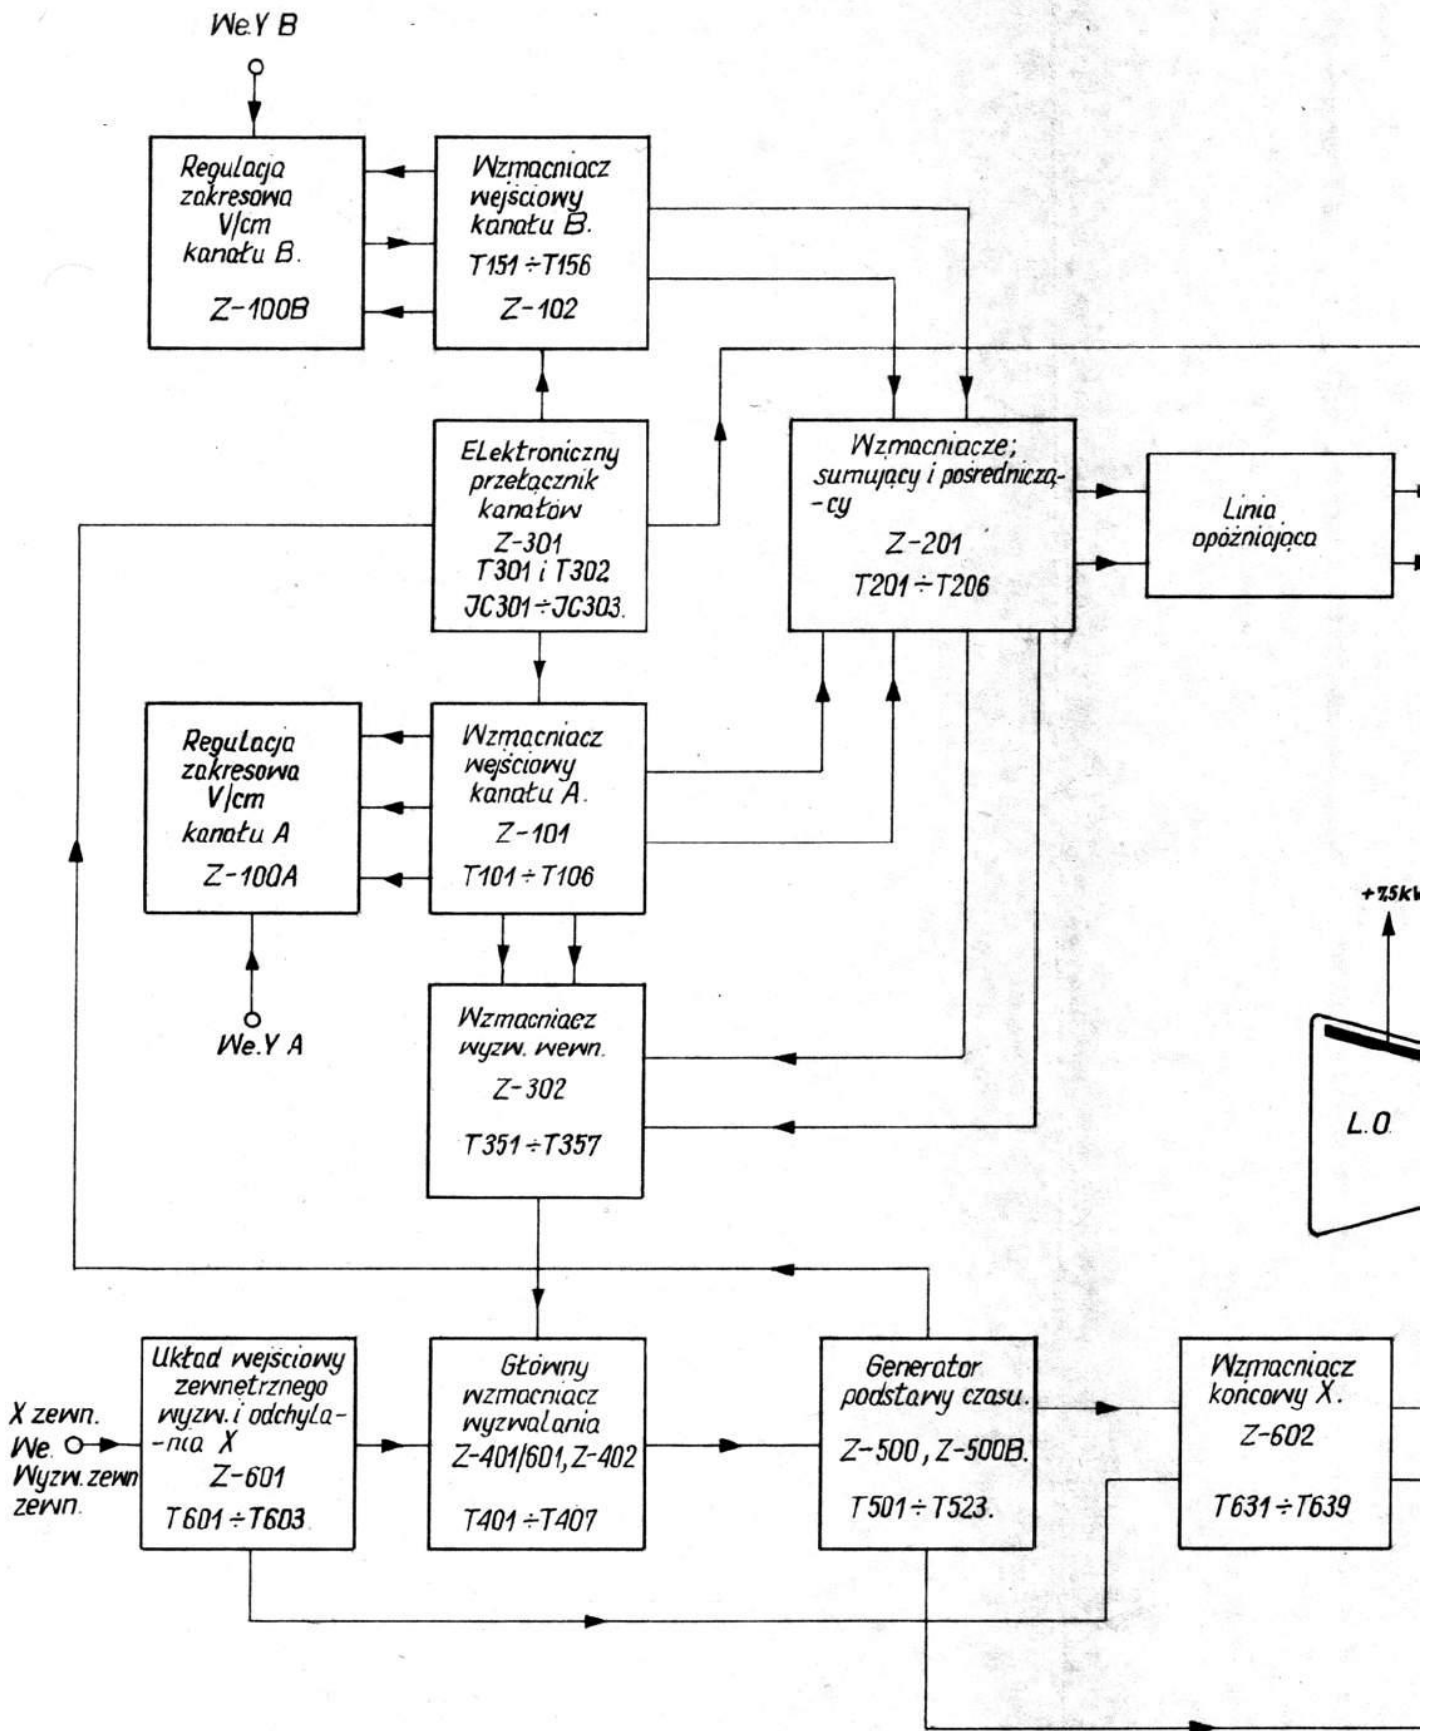 We.Y B
Regulacja
zakresowa
V/cm
kanału B.
Z-100B
Wzmacniacz
wejściowy
kanału B.
T151÷T156
Z-102
ELektroniczny
przełącznik
kanałów
Z-301
T301 i T302
JC301÷JC303.
Wzmacniacze;
sumujący i pośredniczą-
-cy
Z-201
T201÷T206
Linia
opóźniająca
Regulacja
zakresowa
V/cm
kanału A
Z-100A
We.Y A
Wzmacniacz
wejściowy
kanału A.
Z-101
T101÷T106
Wzmacniacz
wyzw. wewn.
Z-302
T351÷T357
+7,5kV
L.O.
X zewn.
We.
Wyzw. zewn
zewn.
Układ wejściowy
zewnętrznego
wyzw. i odchyla-
-nia X
Z-601
T601÷T603.
Główny
wzmacniacz
wyzwalania
Z-401/601, Z-402
T401÷T407
Generator
podstawy czasu.
Z-500, Z-500B.
T501÷T523.
Wzmacniacz
końcowy X.
Z-602
T631÷T639